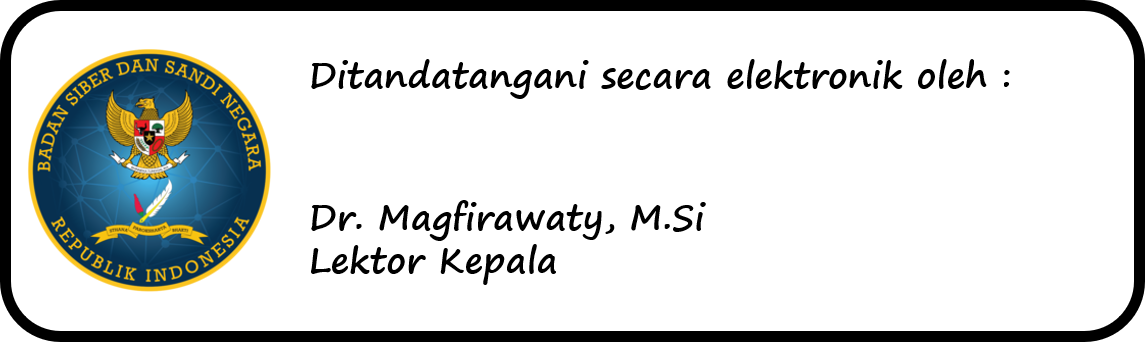 BADAN SIBER DAN SANDI NEGARA
REPUBLIK INDONESIA
Ditandatangani secara elektronik oleh :
Dr. Magfirawaty, M.Si
Lektor Kepala